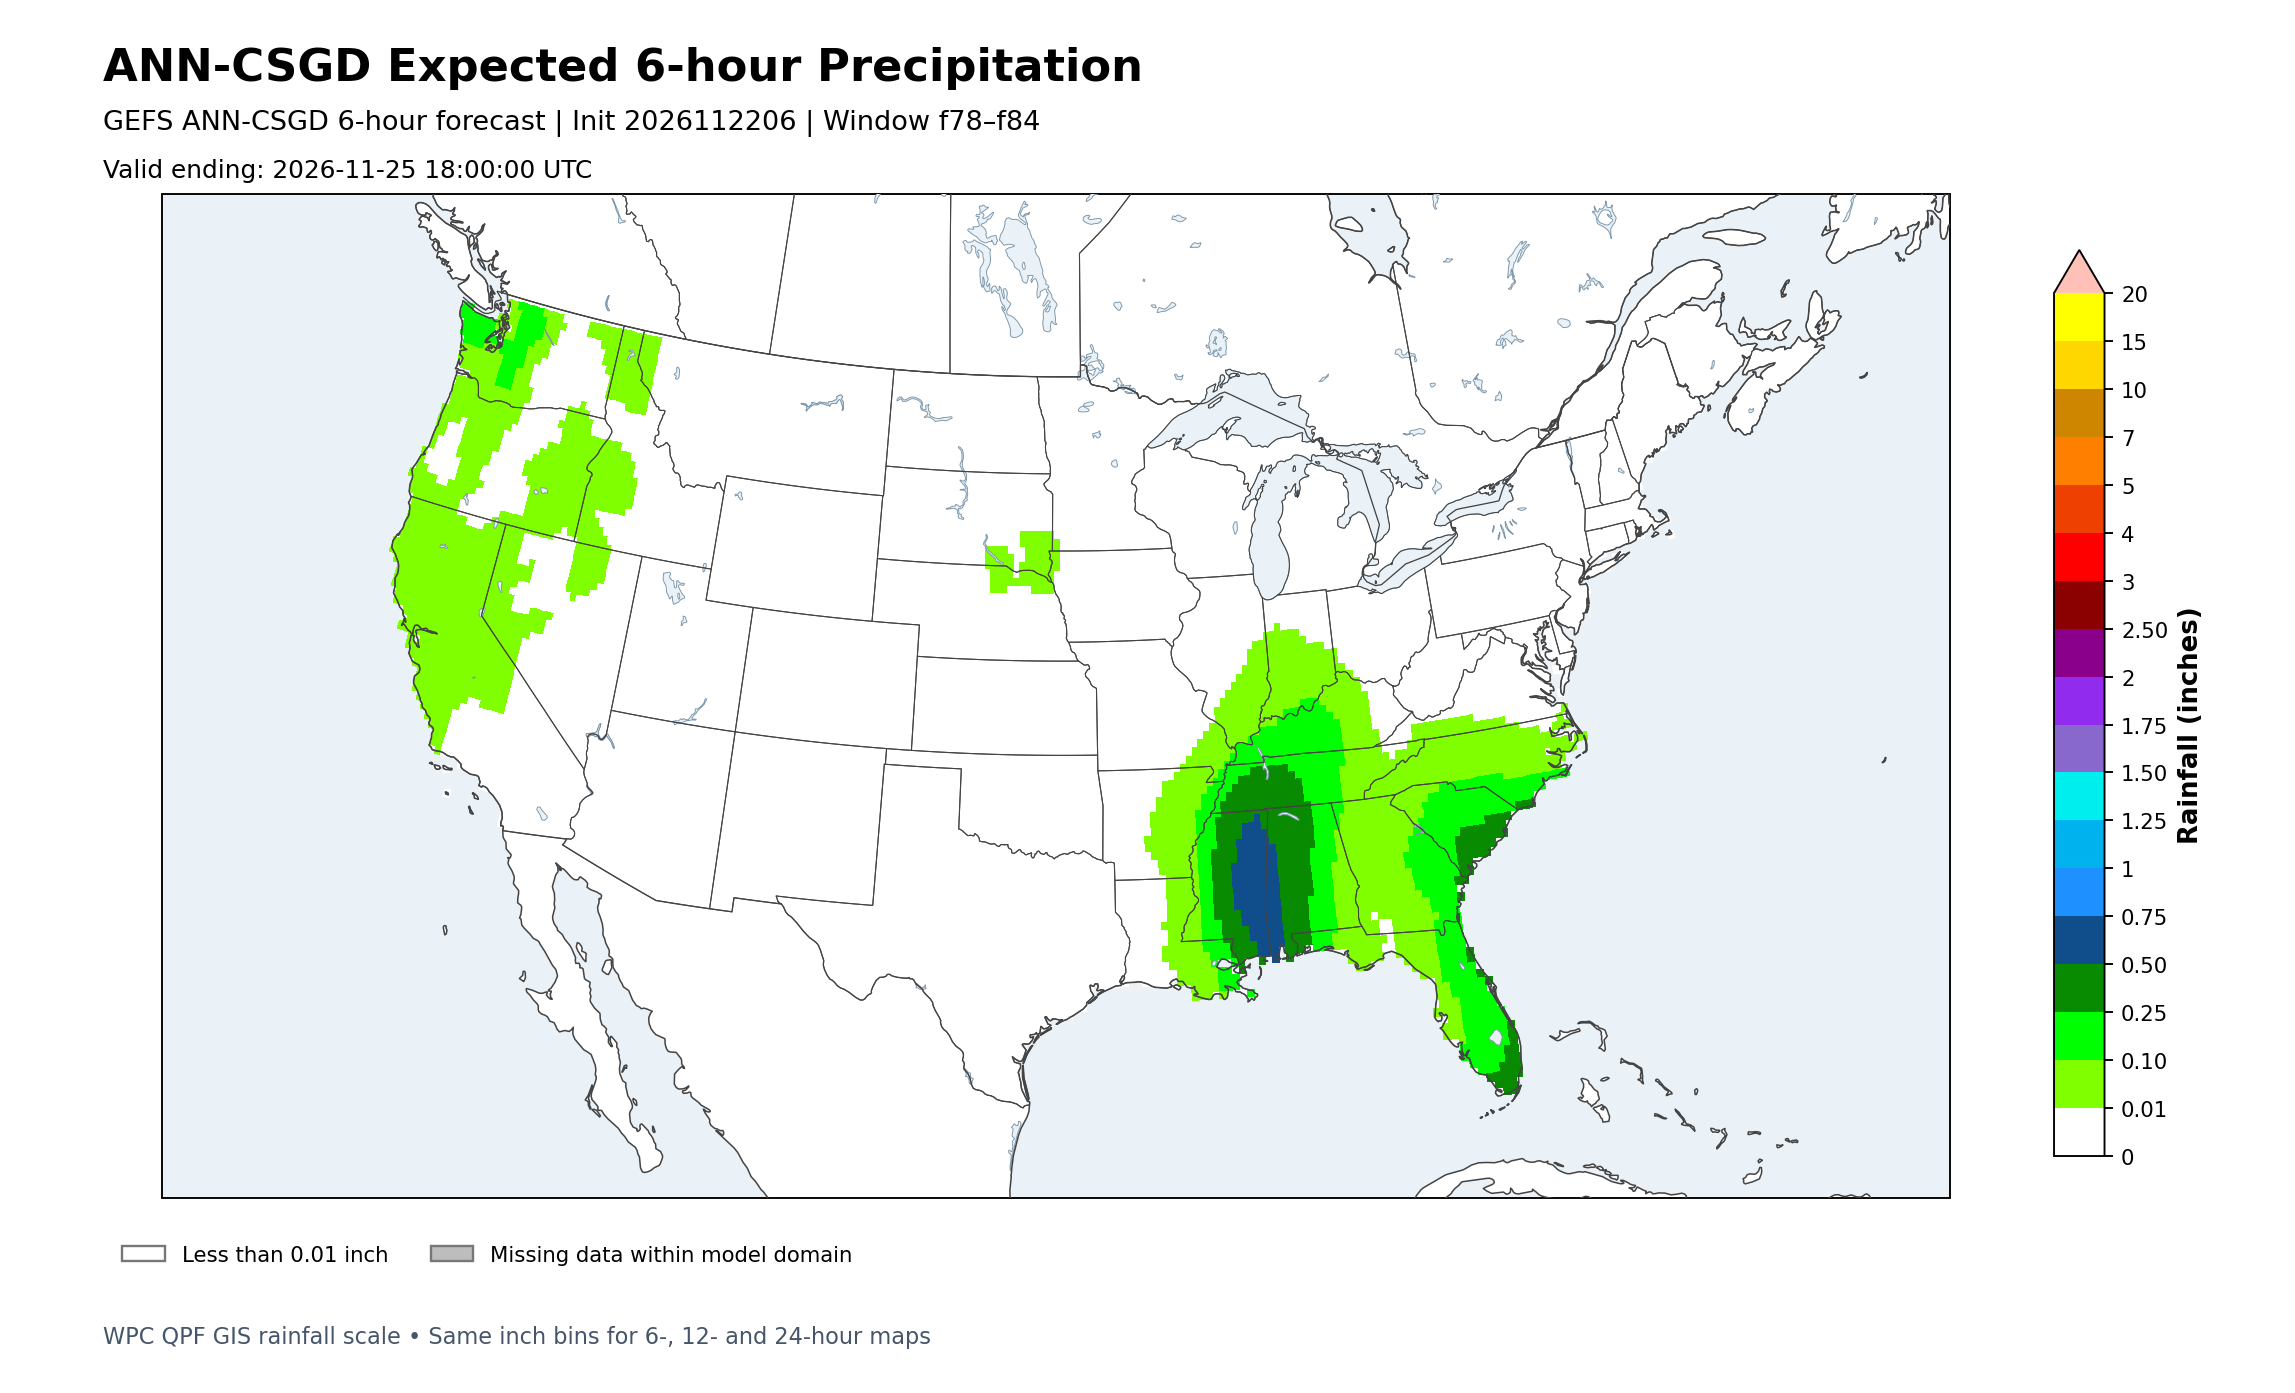 ANN-CSGD Expected 6-hour Precipitation
GEFS ANN-CSGD 6-hour forecast | Init 2026112206 | Window f78–f84
Valid ending: 2026-11-25 18:00:00 UTC
20
15
10
7
5
4
3
2.50
2
1.75
1.50
1.25
1
0.75
0.50
0.25
0.10
0.01
0
Rainfall (inches)
Less than 0.01 inch
Missing data within model domain
WPC QPF GIS rainfall scale • Same inch bins for 6-, 12- and 24-hour maps